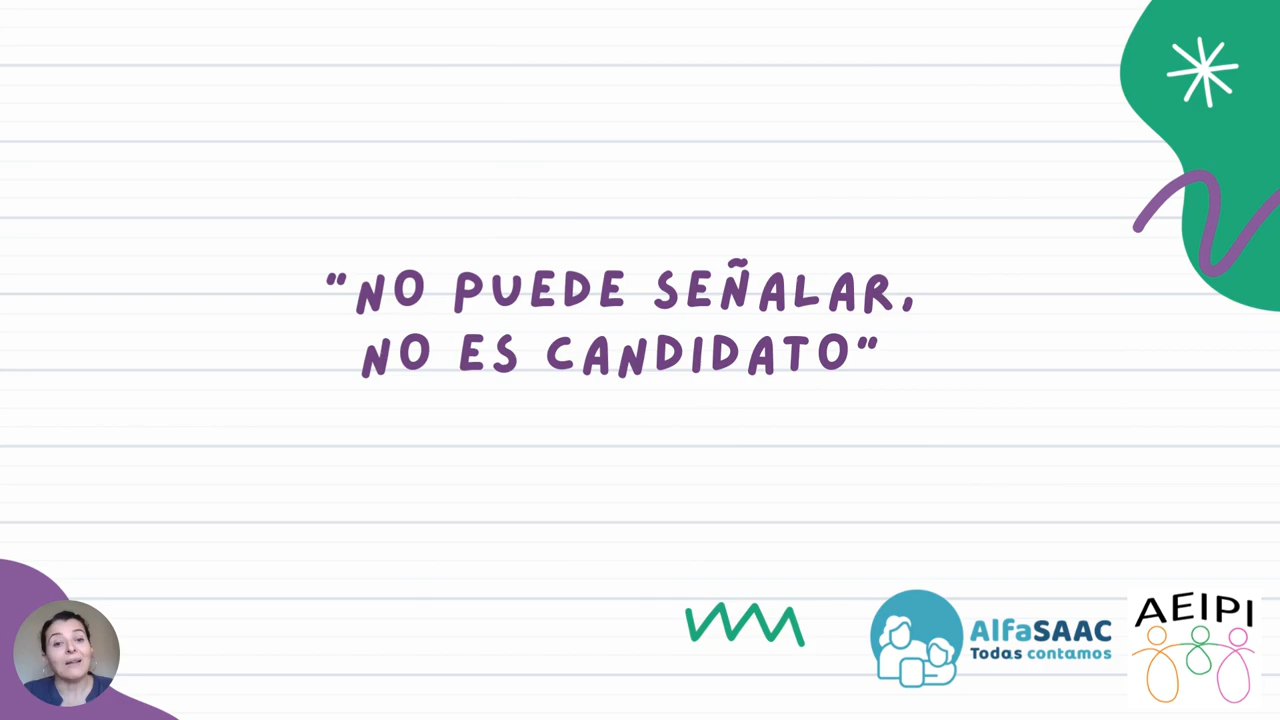 "NO PUEDE SEÑALAR,
NO ES CANDIDATO"
AlfaSAAC
Todas contamos
AEIPI